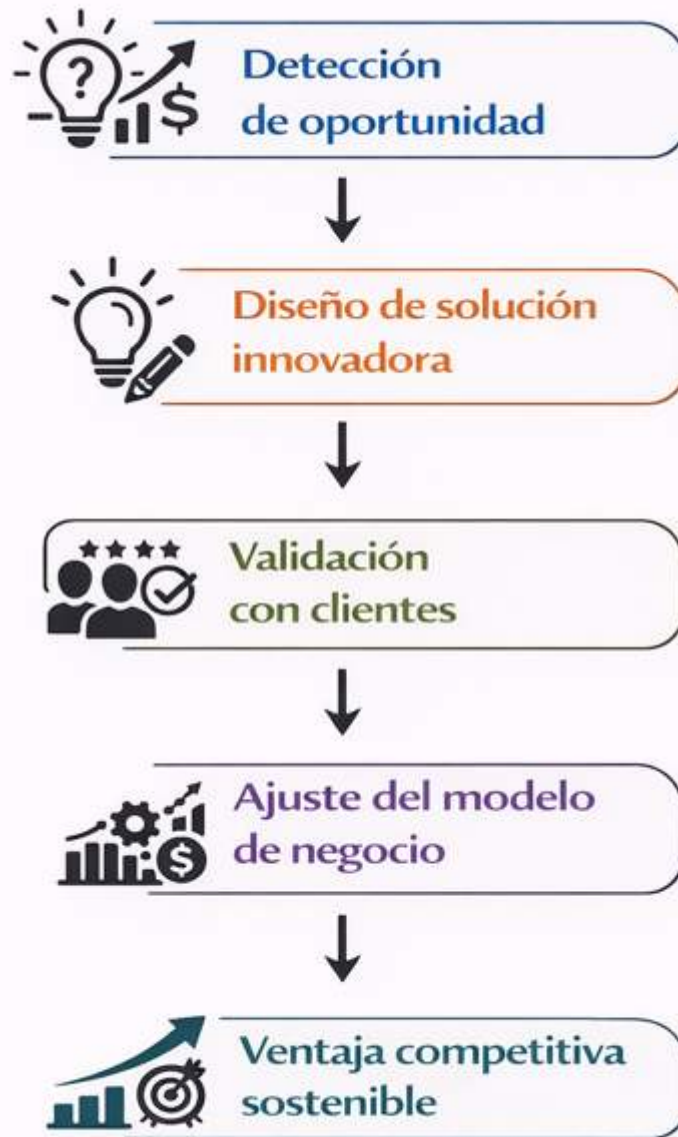 ?
$
Detección
de oportunidad
Diseño de solución
innovadora
Validación
con clientes
Ajuste del modelo
de negocio
$
Ventaja competitiva
sostenible